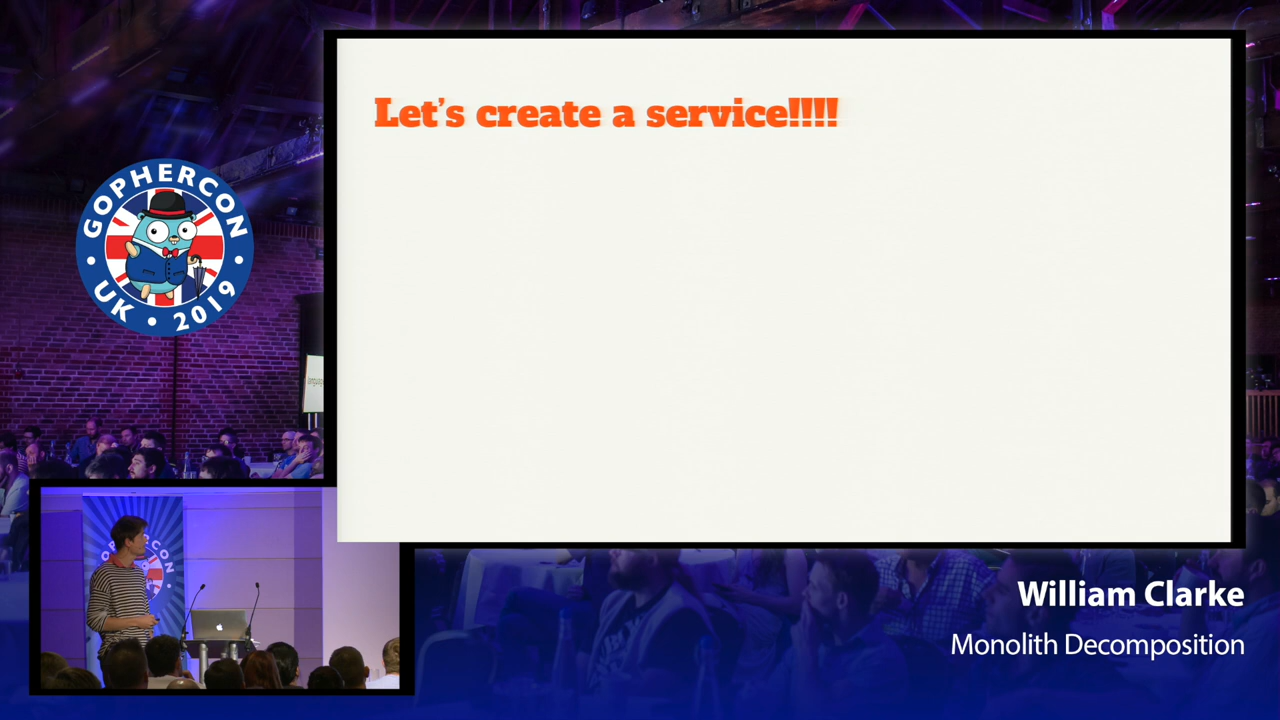 Let's create a service!!!!
GOPHERCON
UK • 2019
William Clarke
Monolith Decomposition